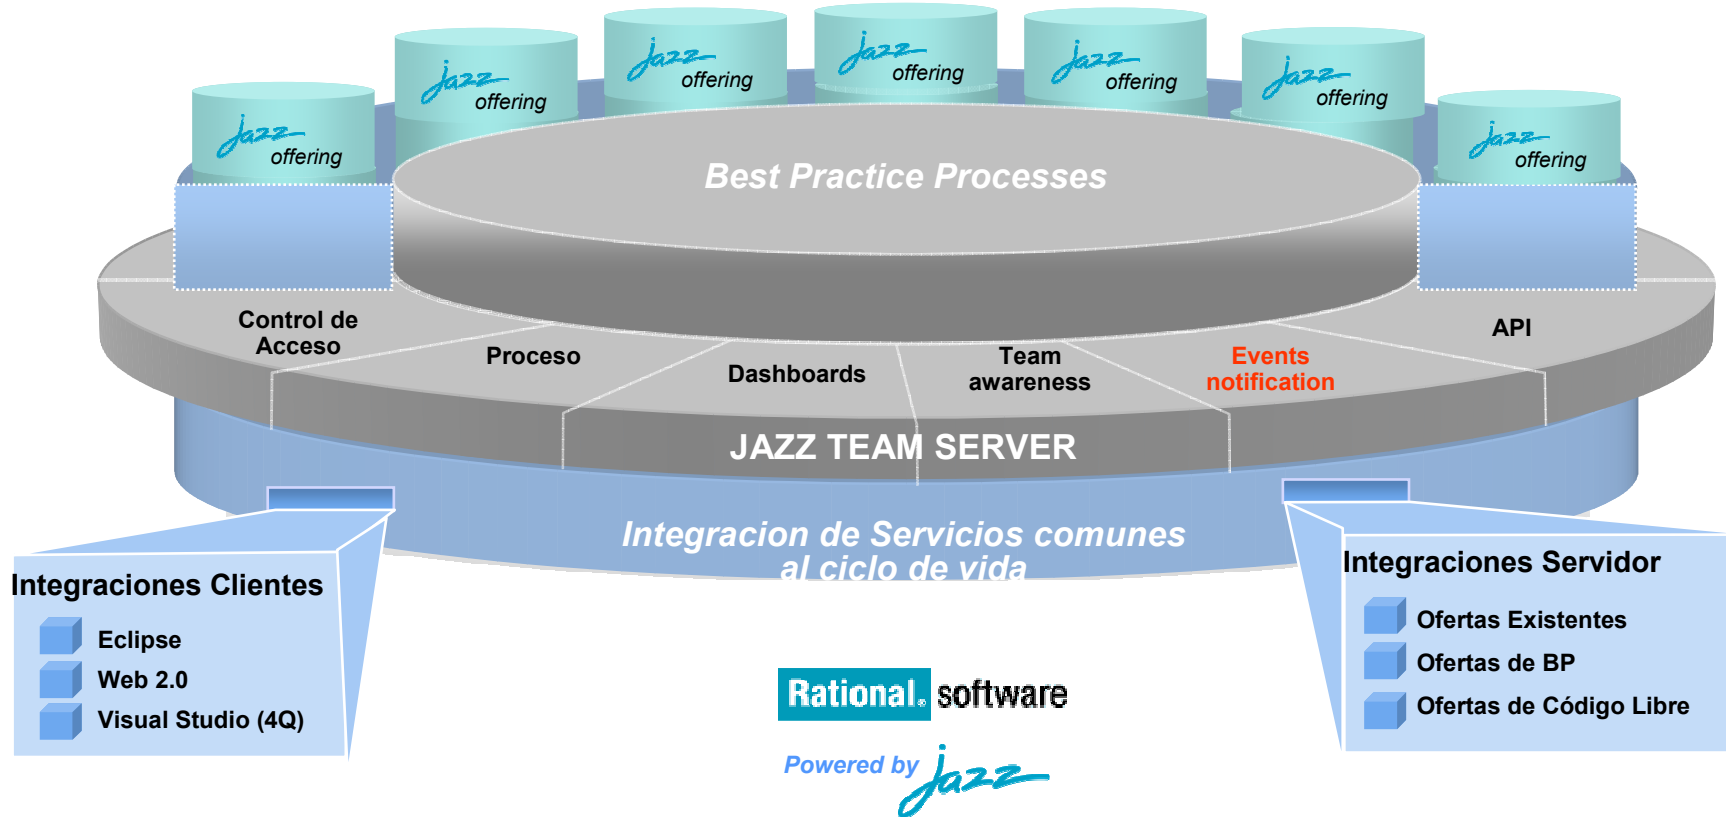 jazz
offering
jazz
offering
jazz
offering
jazz
offering
jazz
offering
jazz
offering
jazz
offering
Best Practice Processes
Control de
Acceso
Proceso
Dashboards
Team
awareness
Events
notification
API
JAZZ TEAM SERVER
Integracion de Servicios comunes
al ciclo de vida
Integraciones Clientes
Eclipse
Web 2.0
Visual Studio (4Q)
Integraciones Servidor
Ofertas Existentes
Ofertas de BP
Ofertas de Código Libre
Rational. software
Powered by jazz